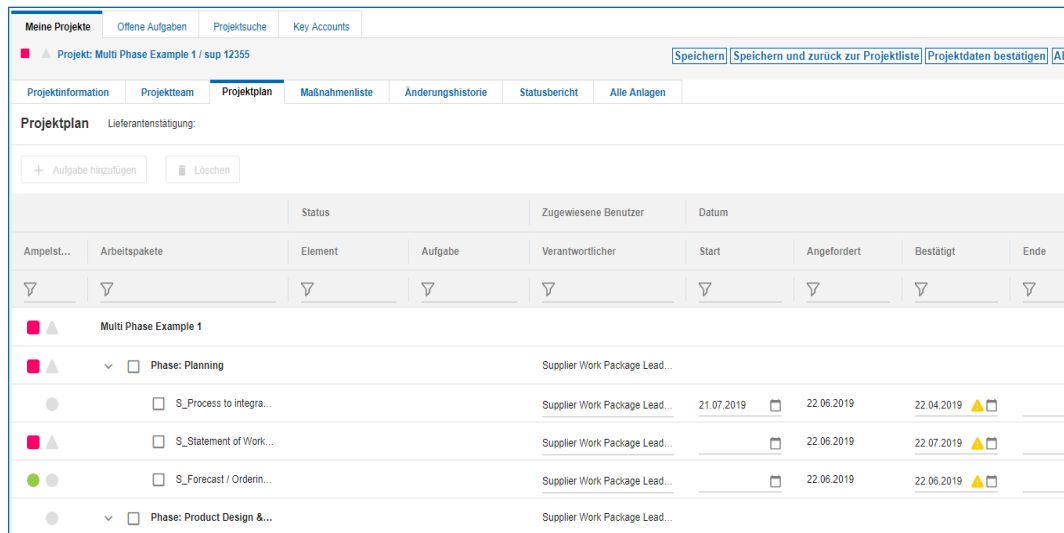 Meine Projekte Offene Aufgaben Projektsuche Key Accounts
Projekt: Multi Phase Example 1 / sup 12355 Speichern Speichern und zurück zur Projektliste Projektdaten bestätigen
Projektinformation Projektteam Projektplan Maßnahmenliste Änderungshistorie Statusbericht Alle Anlagen
Projektplan Lieferantenstätigung:
+ Aufgabe hinzufügen Löschen
Status Zugewiesene Benutzer Datum
Ampelst... Arbeitspakete Element Aufgabe Verantwortlicher Start Angefordert Bestätigt Ende
Multi Phase Example 1
Phase: Planning Supplier Work Package Lead...
S_Process to integra... Supplier Work Package Lead... 21.07.2019 22.06.2019 22.04.2019
S_Statement of Work... Supplier Work Package Lead... 22.06.2019 22.07.2019
S_Forecast / Orderin... Supplier Work Package Lead... 22.06.2019 22.06.2019
Phase: Product Design &... Supplier Work Package Lead...